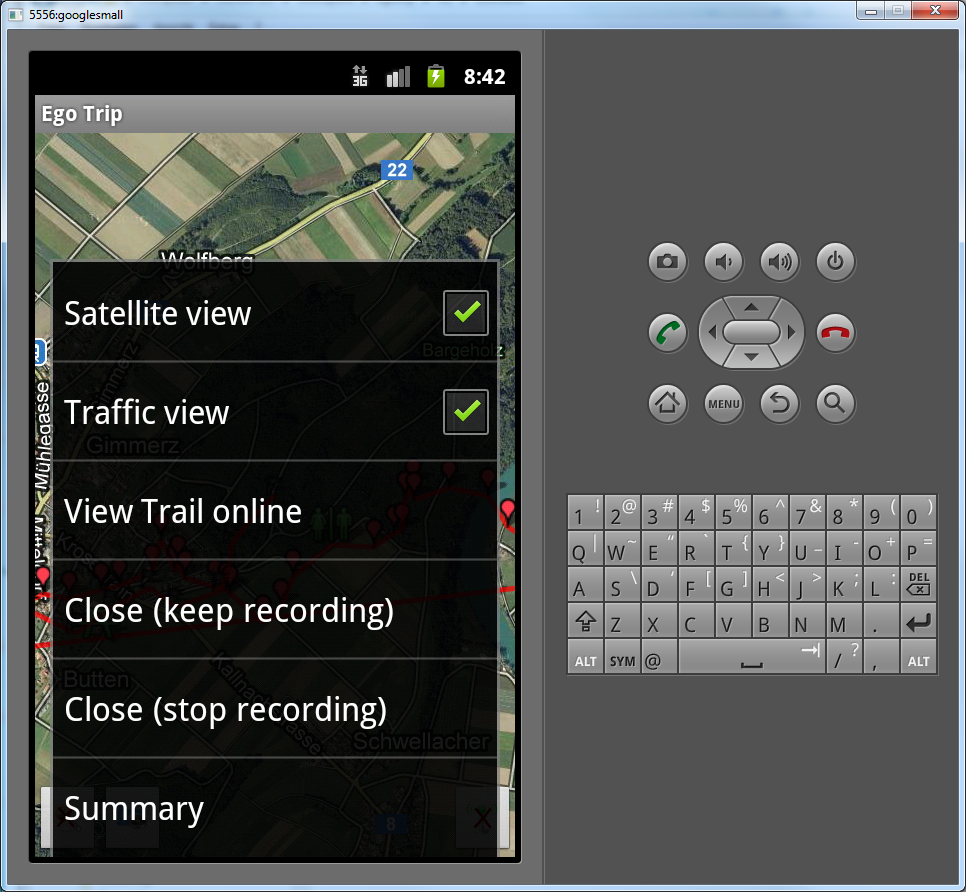 5556:googlesmall
3G 8:42
Ego Trip
22
Wolfberg
Satellite view
Bargeholz
Traffic view
Mühlegasse
Gimmerz
View Trail online
Close (keep recording)
Butten
Close (stop recording)
Schwellacher
Summary
8
MENU
1 ! 2 @ 3 # 4 $ 5 % 6 ^ 7 & 8 * 9 ( 0 )
Q | W ~ E " R ` T { Y } U _ I - O + P =
A S \ D ' F [ G ] H < J > K ; L : DEL
Z X C V B N M .
ALT SYM @ / ? , ALT